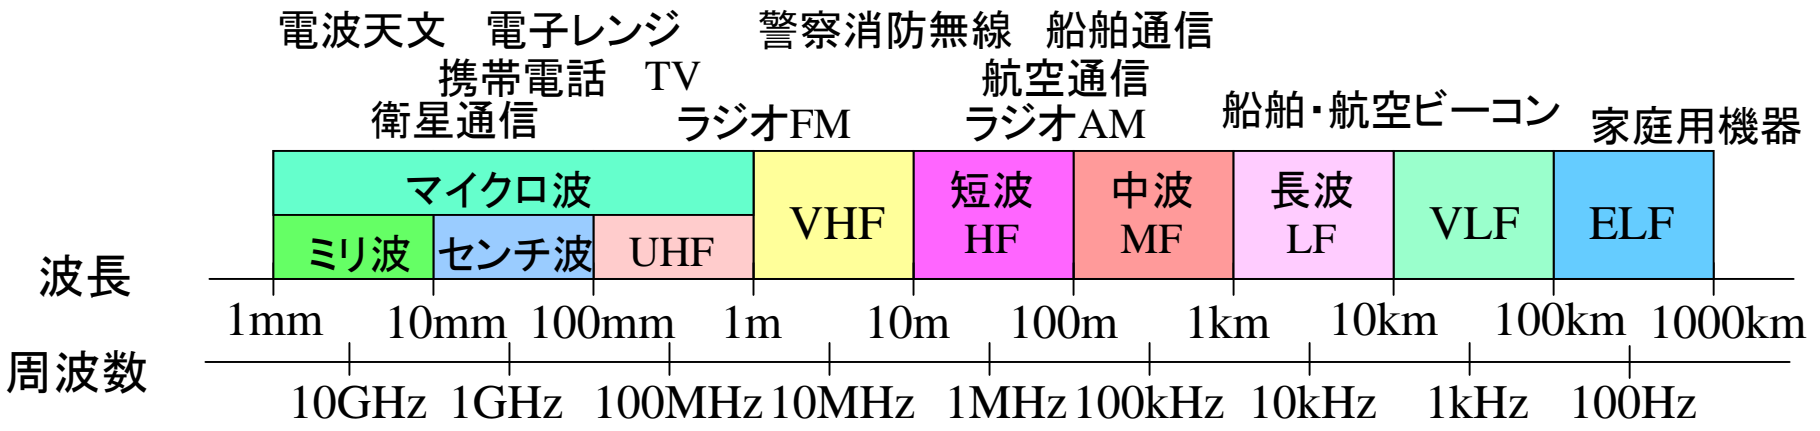 電波天文 電子レンジ 警察消防無線 船舶通信
携帯電話 TV 航空通信
衛星通信 ラジオFM ラジオAM 船舶・航空ビーコン 家庭用機器
マイクロ波 VHF 短波 HF 中波 MF 長波 LF VLF ELF
ミリ波 センチ波 UHF
波長
1mm 10mm 100mm 1m 10m 100m 1km 10km 100km 1000km
周波数
10GHz 1GHz 100MHz 10MHz 1MHz 100kHz 10kHz 1kHz 100Hz